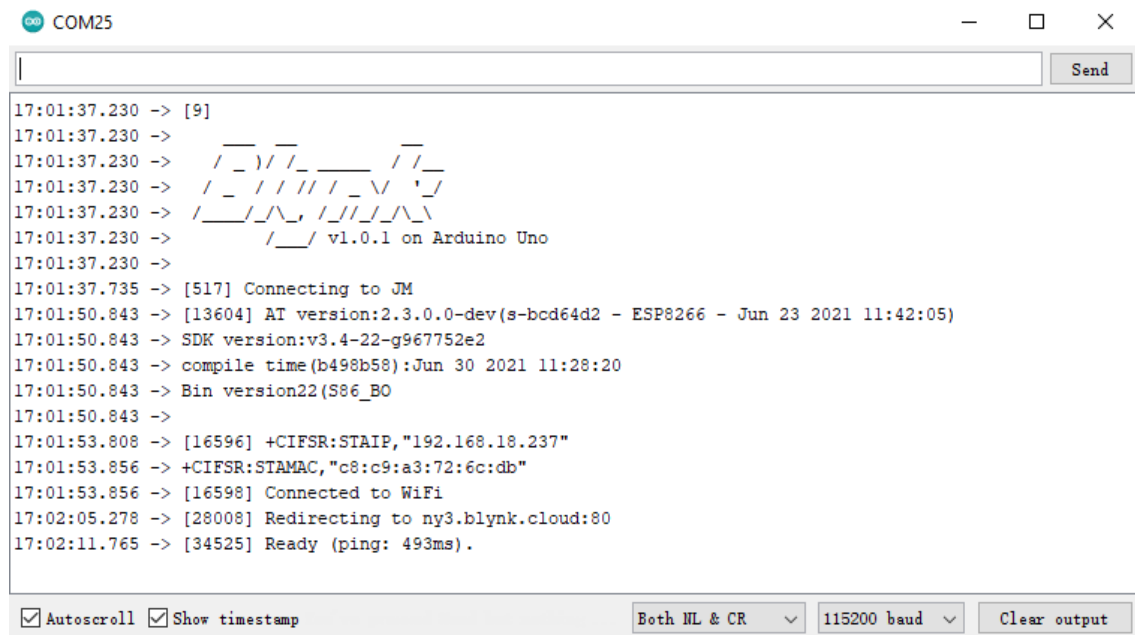 COM25
Send
17:01:37.230 -> [9]
17:01:37.230 ->     ___  __          __
17:01:37.230 ->    / _ )/ /_ _____  / /__
17:01:37.230 ->   / _  / / // / _ \/  '_/
17:01:37.230 ->  /____/_/\_, /_//_/_/\_\
17:01:37.230 ->         /___/ v1.0.1 on Arduino Uno
17:01:37.230 ->
17:01:37.735 -> [517] Connecting to JM
17:01:50.843 -> [13604] AT version:2.3.0.0-dev(s-bcd64d2 - ESP8266 - Jun 23 2021 11:42:05)
17:01:50.843 -> SDK version:v3.4-22-g967752e2
17:01:50.843 -> compile time(b498b58):Jun 30 2021 11:28:20
17:01:50.843 -> Bin version22(S86_BO
17:01:50.843 ->
17:01:53.808 -> [16596] +CIFSR:STAIP,"192.168.18.237"
17:01:53.856 -> +CIFSR:STAMAC,"c8:c9:a3:72:6c:db"
17:01:53.856 -> [16598] Connected to WiFi
17:02:05.278 -> [28008] Redirecting to ny3.blynk.cloud:80
17:02:11.765 -> [34525] Ready (ping: 493ms).
Autoscroll Show timestamp Both NL & CR 115200 baud Clear output